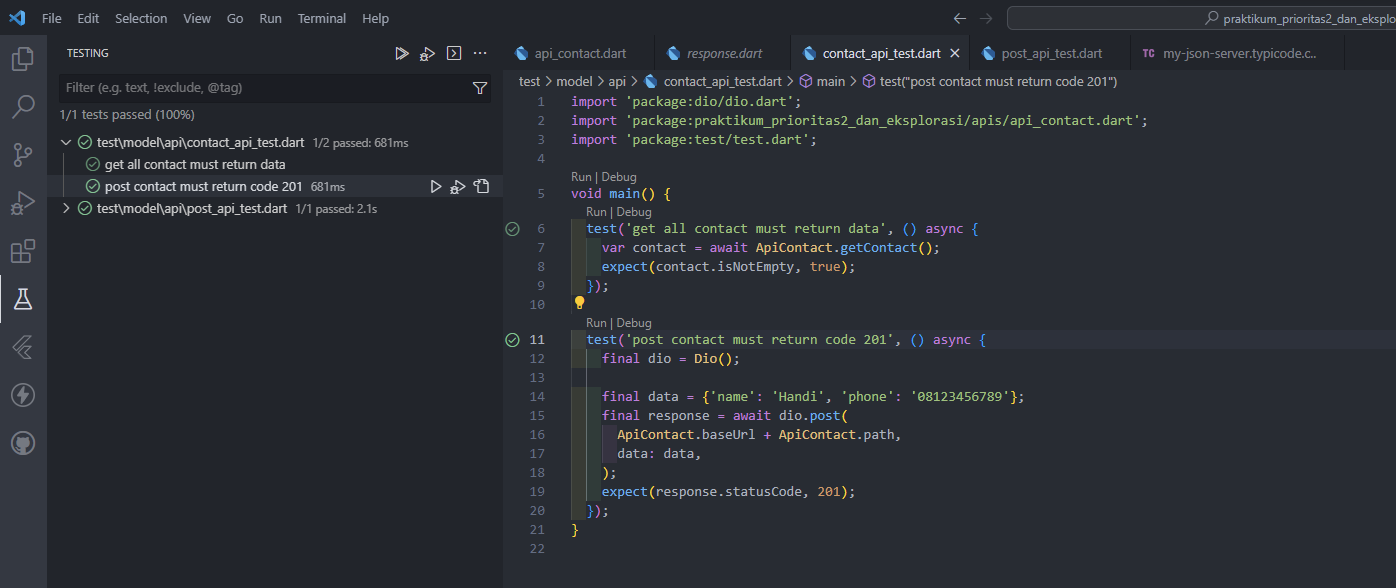 File Edit Selection View Go Run Terminal Help
praktikum_prioritas2_dan_eksplo
TESTING
Filter (e.g. text, !exclude, @tag)
1/1 tests passed (100%)
test\model\api\contact_api_test.dart 1/2 passed: 681ms
get all contact must return data
post contact must return code 201 681ms
test\model\api\post_api_test.dart 1/1 passed: 2.1s
api_contact.dart response.dart contact_api_test.dart post_api_test.dart TC my-json-server.typicode.c...
test > model > api > contact_api_test.dart > main > test("post contact must return code 201")
1 import 'package:dio/dio.dart';
2 import 'package:praktikum_prioritas2_dan_eksplorasi/apis/api_contact.dart';
3 import 'package:test/test.dart';
4
Run | Debug
5 void main() {
Run | Debug
6 test('get all contact must return data', () async {
7 var contact = await ApiContact.getContact();
8 expect(contact.isNotEmpty, true);
9 });
10
Run | Debug
11 test('post contact must return code 201', () async {
12 final dio = Dio();
13
14 final data = {'name': 'Handi', 'phone': '08123456789'};
15 final response = await dio.post(
16 ApiContact.baseUrl + ApiContact.path,
17 data: data,
18 );
19 expect(response.statusCode, 201);
20 });
21 }
22